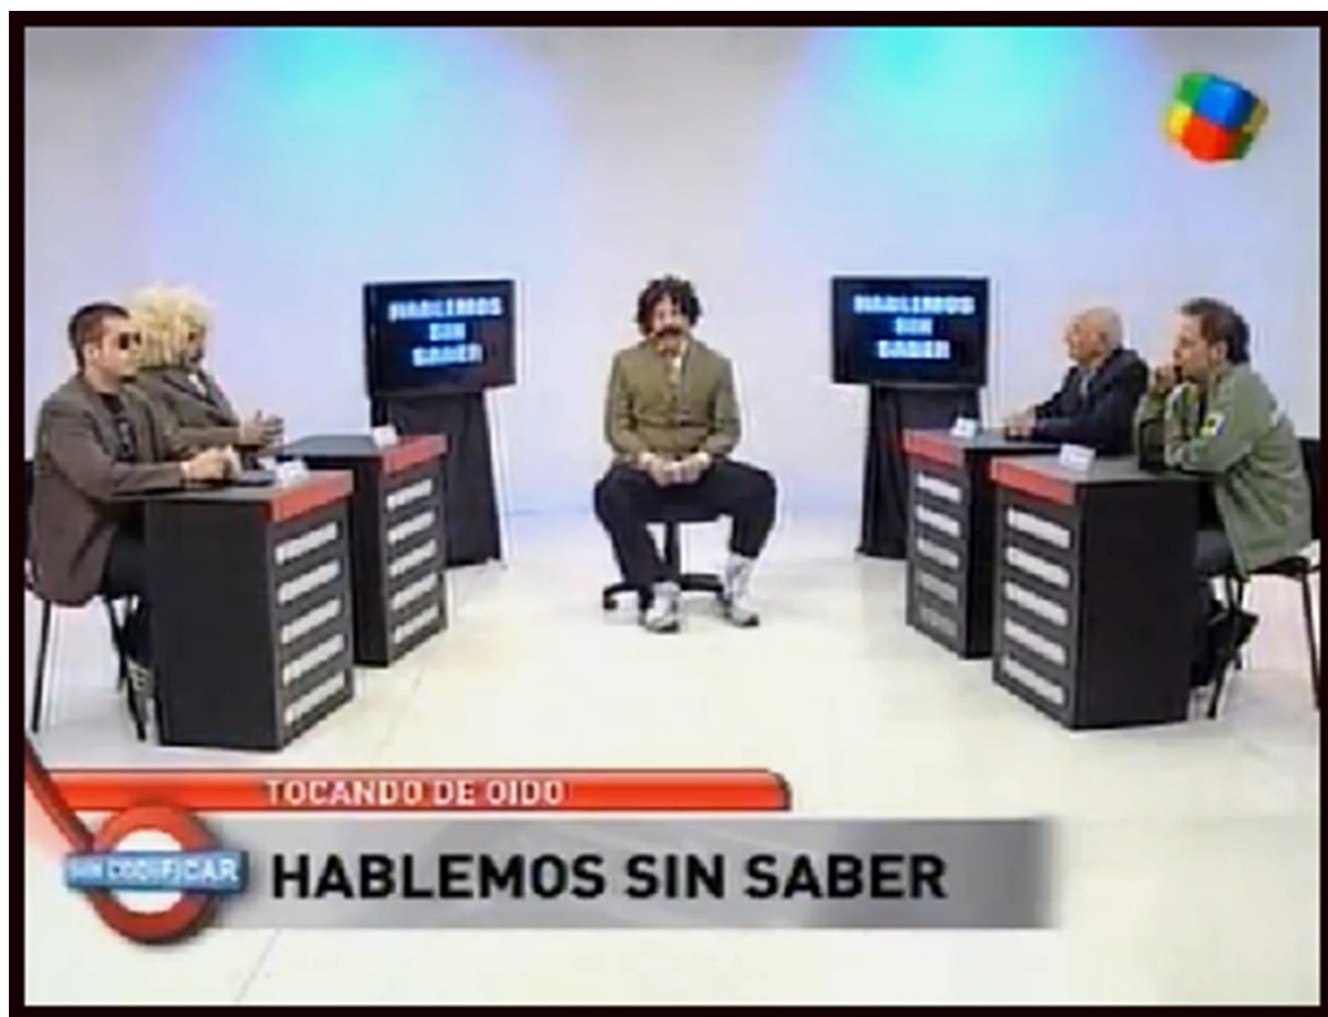 HABLEMOS
SIN
SABER
HABLEMOS
SIN
SABER
TOCANDO DE OIDO
SIN CODIFICAR
HABLEMOS SIN SABER